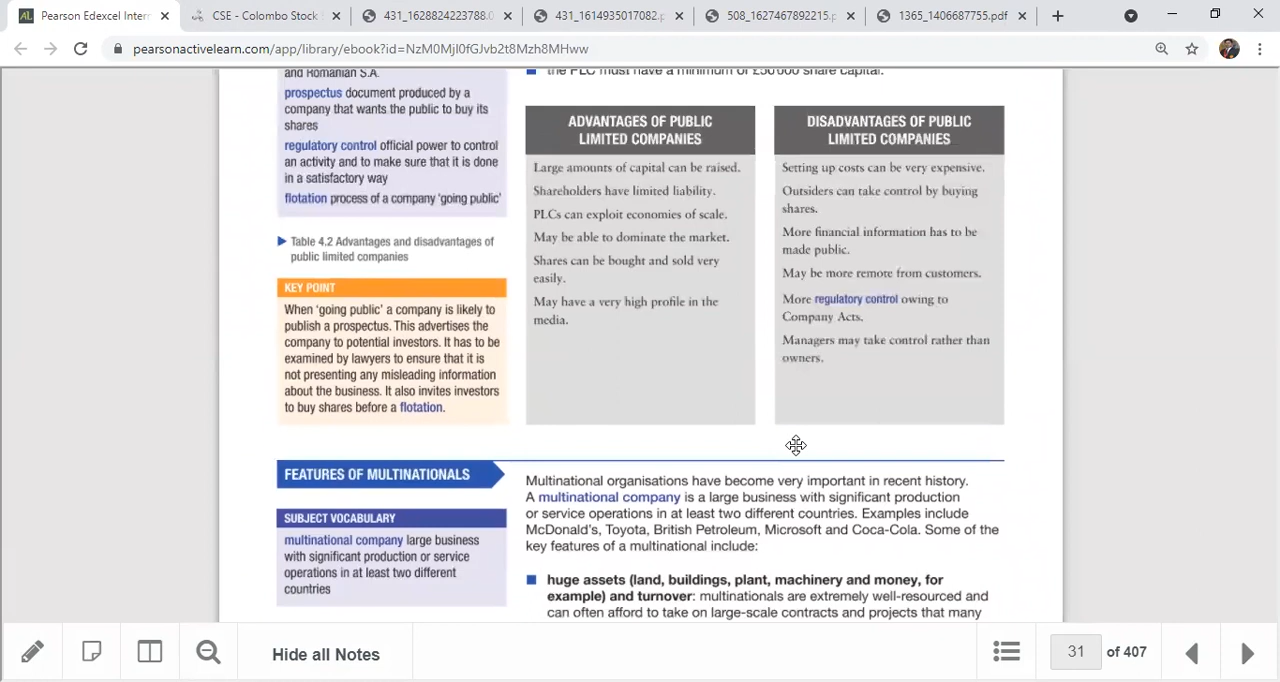 Pearson Edexcel Intern
CSE - Colombo Stock
431_1626824223788.
431_1614935017082.p
508_1627467892215.p
1365_1406687755.pdf
pearsonactivelearn.com/app/library/ebook?id=NzM0MjI0fGJvb2t8Mzh8MHww
and Romanian S.A.
prospectus document produced by a
company that wants the public to buy its
shares
regulatory control official power to control
an activity and to make sure that it is done
in a satisfactory way
flotation process of a company 'going public'
Table 4.2 Advantages and disadvantages of
public limited companies
KEY POINT
When 'going public' a company is likely to
publish a prospectus. This advertises the
company to potential investors. It has to be
examined by lawyers to ensure that it is
not presenting any misleading information
about the business. It also invites investors
to buy shares before a flotation.
the PLC must have a minimum of £50 000 share capital.
ADVANTAGES OF PUBLIC
LIMITED COMPANIES
Large amounts of capital can be raised.
Shareholders have limited liability.
PLCs can exploit economies of scale.
May be able to dominate the market.
Shares can be bought and sold very
easily.
May have a very high profile in the
media.
DISADVANTAGES OF PUBLIC
LIMITED COMPANIES
Setting up costs can be very expensive.
Outsiders can take control by buying
shares.
More financial information has to be
made public.
May be more remote from customers.
More regulatory control owing to
Company Acts.
Managers may take control rather than
owners.
FEATURES OF MULTINATIONALS
SUBJECT VOCABULARY
multinational company large business
with significant production or service
operations in at least two different
countries
Multinational organisations have become very important in recent history.
A multinational company is a large business with significant production
or service operations in at least two different countries. Examples include
McDonald's, Toyota, British Petroleum, Microsoft and Coca-Cola. Some of the
key features of a multinational include:
huge assets (land, buildings, plant, machinery and money, for
example) and turnover: multinationals are extremely well-resourced and
can often afford to take on large-scale contracts and projects that many
Hide all Notes
31 of 407